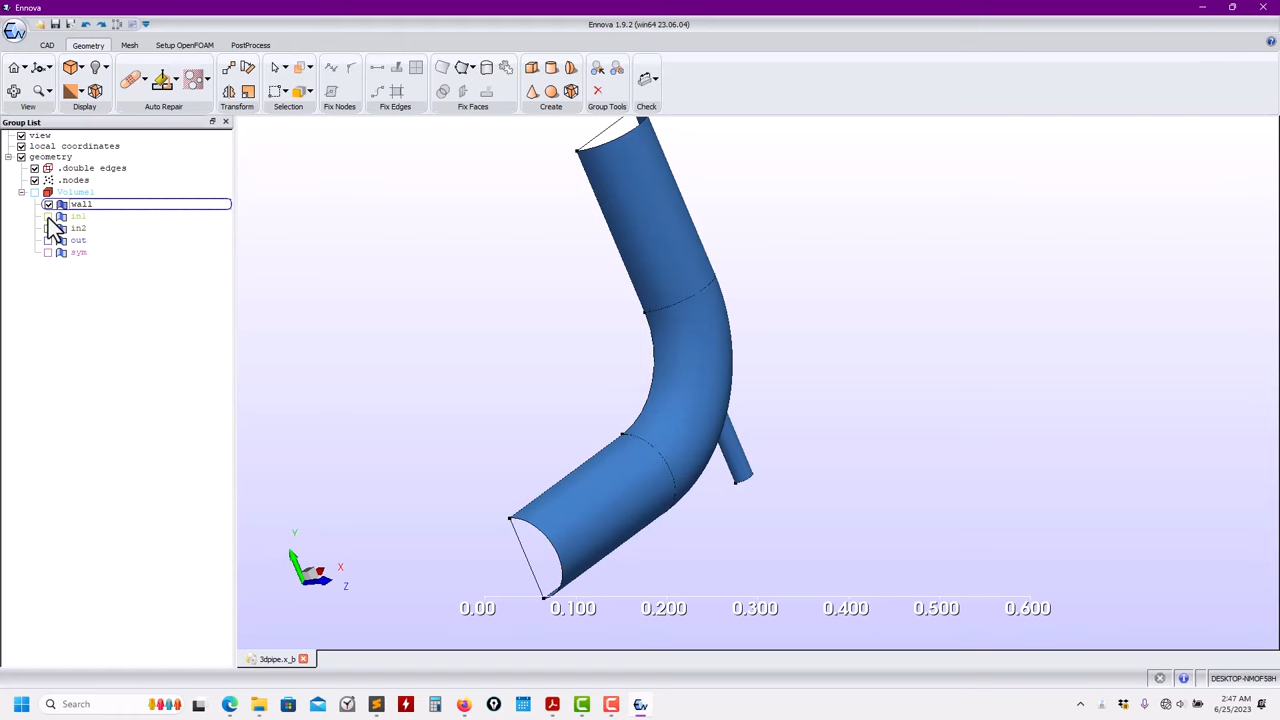 Ennova
Ennova 1.9.2 (win64 23.06.04)
CAD Geometry Mesh Setup OpenFOAM PostProcess
View Display Auto Repair Transform Selection Fix Nodes Fix Edges Fix Faces Create Group Tools Check
Group List
view
local coordinates
geometry
.double edges
.nodes
Volume1
wall
in1
in2
out
sym
Y
X
Z
0.00 0.100 0.200 0.300 0.400 0.500 0.600
3dpipe.x_b
DESKTOP-NMOF58H
Search
2:47 AM
6/25/2023